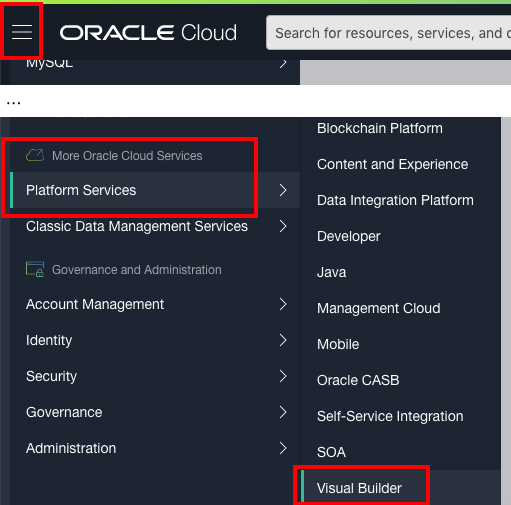 ORACLE Cloud
Search for resources, services, and
MySQL
...
More Oracle Cloud Services
Platform Services
Classic Data Management Services
Governance and Administration
Account Management
Identity
Security
Governance
Administration
Blockchain Platform
Content and Experience
Data Integration Platform
Developer
Java
Management Cloud
Mobile
Oracle CASB
Self-Service Integration
SOA
Visual Builder